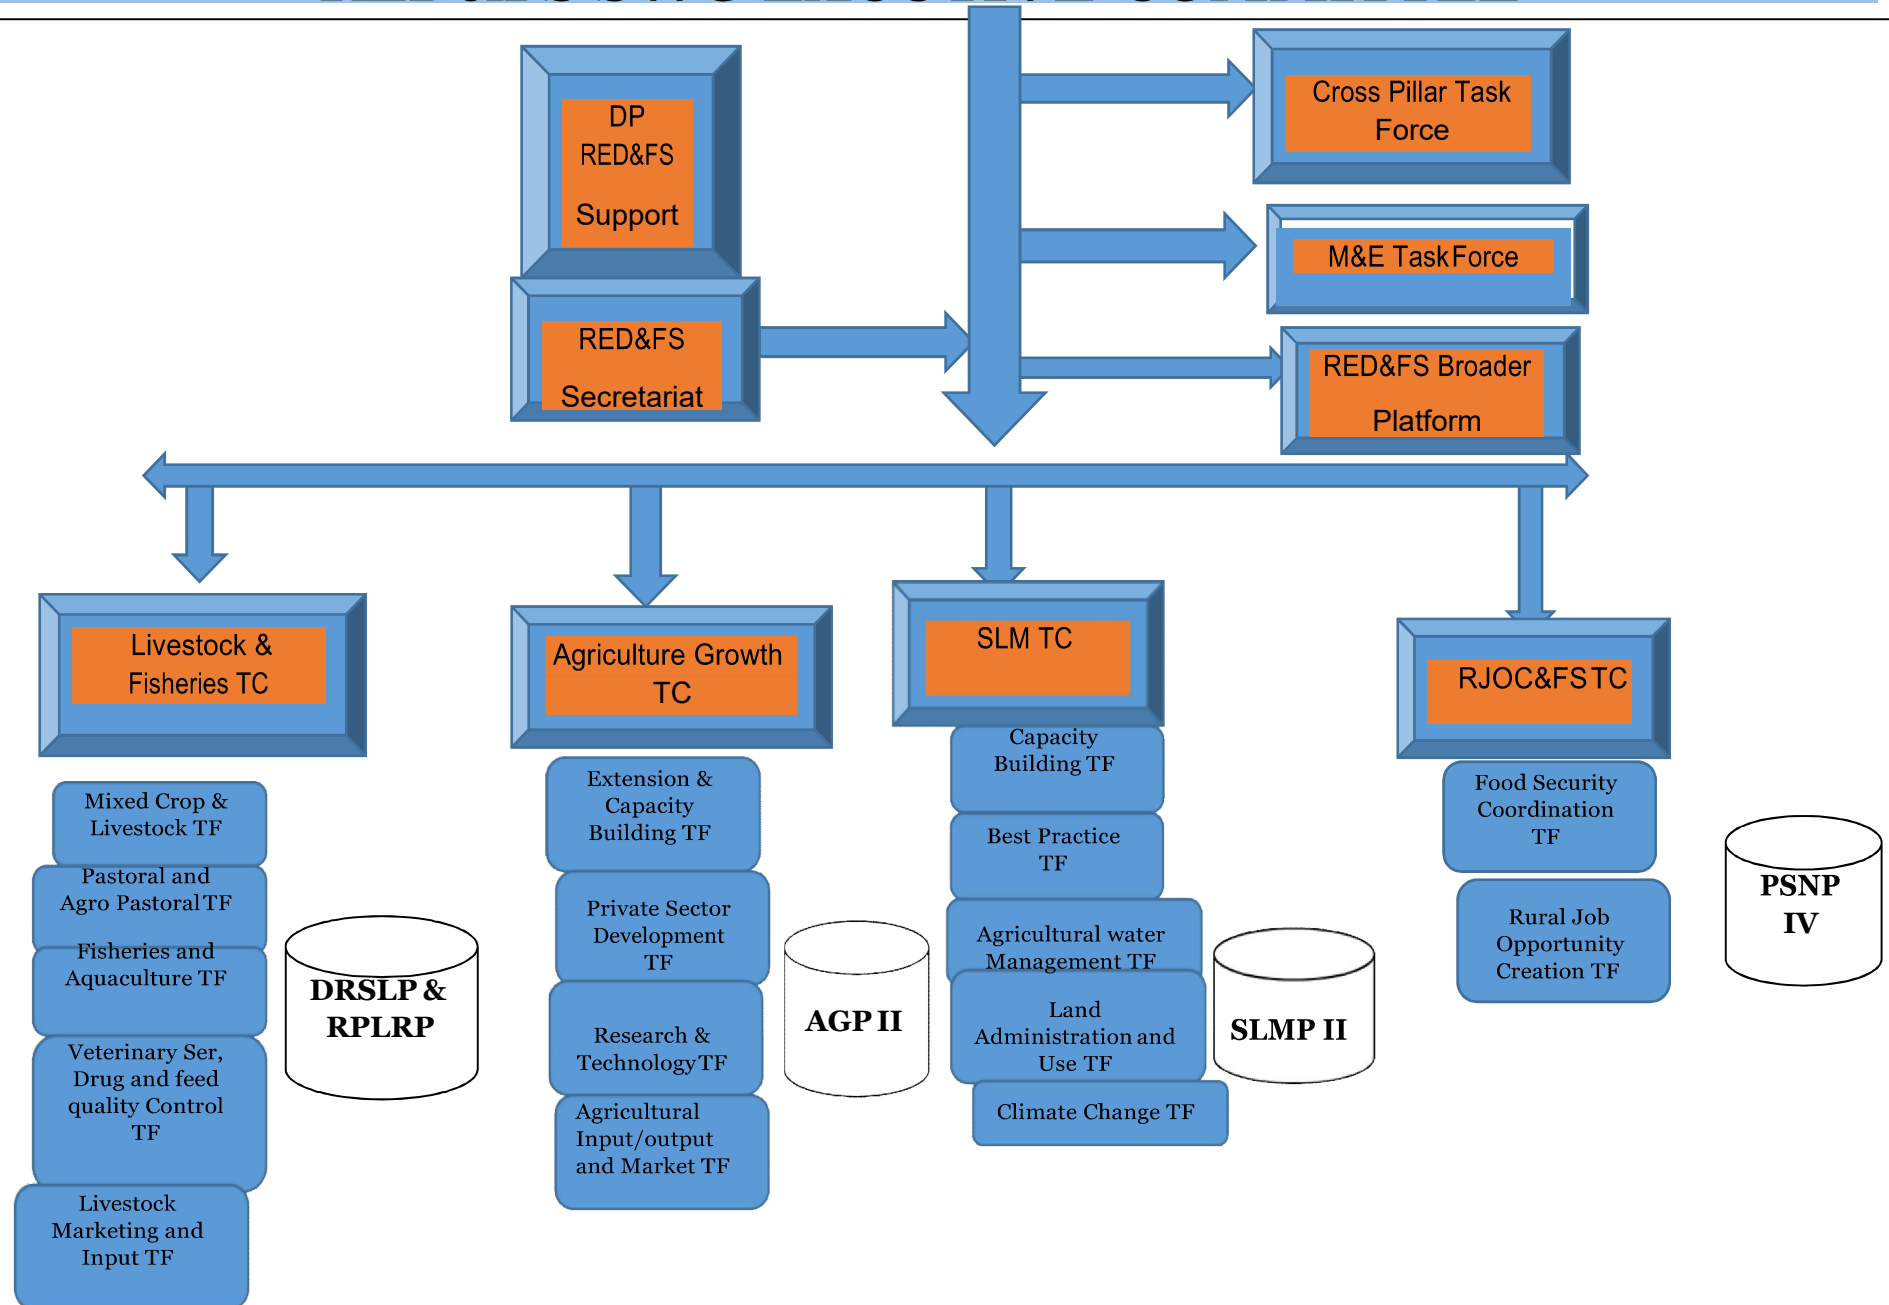 DP
RED&FS
Support
RED&FS
Secretariat
Cross Pillar Task
Force
M&E Task Force
RED&FS Broader
Platform
Livestock &
Fisheries TC
Mixed Crop &
Livestock TF
Pastoral and
Agro Pastoral TF
Fisheries and
Aquaculture TF
Veterinary Ser,
Drug and feed
quality Control
TF
Livestock
Marketing and
Input TF
DRSLP &
RPLRP
Agriculture Growth
TC
Extension &
Capacity
Building TF
Private Sector
Development
TF
Research &
Technology TF
Agricultural
Input/output
and Market TF
AGP II
SLM TC
Capacity
Building TF
Best Practice
TF
Agricultural water
Management TF
Land
Administration and
Use TF
Climate Change TF
SLMP II
RJOC&FS TC
Food Security
Coordination
TF
Rural Job
Opportunity
Creation TF
PSNP
IV